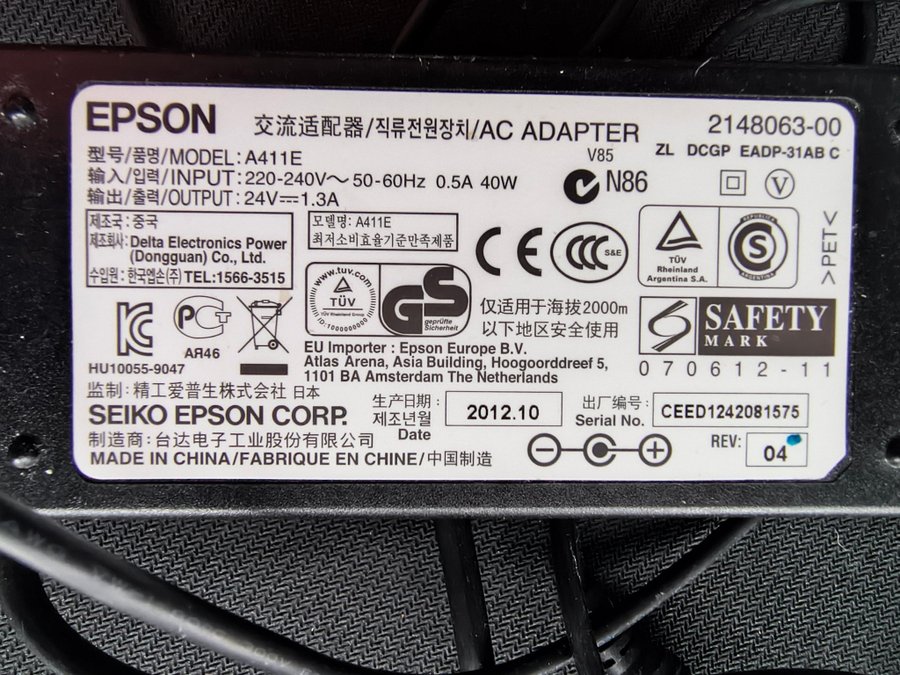 EPSON 交流适配器/직류전원장치/AC ADAPTER 2148063-00
V85 ZL DCGP EADP-31AB C
型号/품명/MODEL: A411E
输入/입력/INPUT: 220-240V～ 50-60Hz 0.5A 40W N86
输出/출력/OUTPUT: 24V⎓1.3A
제조국: 중국
제조회사: Delta Electronics Power
(Dongguan) Co., Ltd.
수입원: 한국엡손(주) TEL:1566-3515
모델명: A411E
최저소비효율기준만족제품
CE
CCC S&E
TÜV
Rheinland
Argentina S.A.
REPUBLICA
S
ARGENTINA
>PET<
www.tuv.com
TÜV
TÜV Rheinland Group
ID:1000000000
GS
geprüfte
Sicherheit
仅适用于海拔2000m
以下地区安全使用
SAFETY
MARK
070612-11
HU10055-9047
AR46
EU Importer : Epson Europe B.V.
Atlas Arena, Asia Building, Hoogoorddreef 5,
1101 BA Amsterdam The Netherlands
监制: 精工爱普生株式会社 日本
SEIKO EPSON CORP.
制造商: 台达电子工业股份有限公司
MADE IN CHINA/FABRIQUE EN CHINE/中国制造
生产日期:
제조년월
Date
2012.10
出厂编号:
Serial No.
CEED1242081575
REV: 04